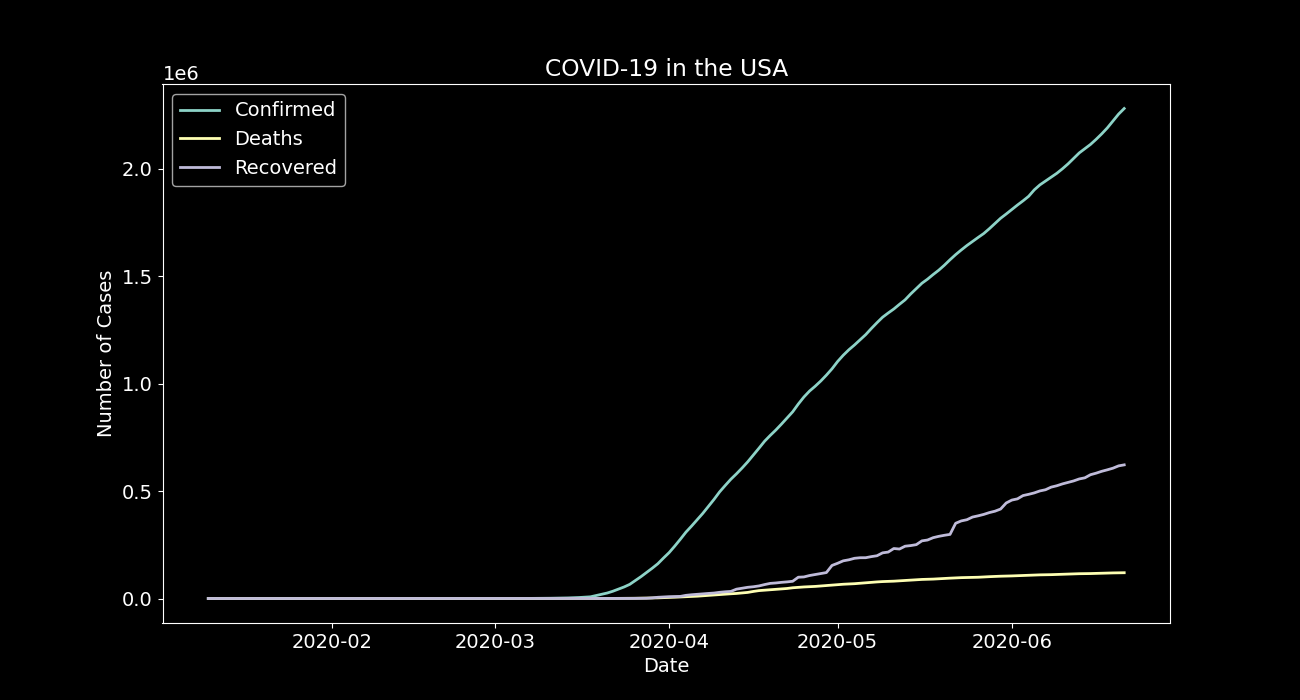 COVID-19 in the USA
1e6
Confirmed
Deaths
Recovered
2.0
1.5
1.0
0.5
0.0
Number of Cases
2020-02 2020-03 2020-04 2020-05 2020-06
Date